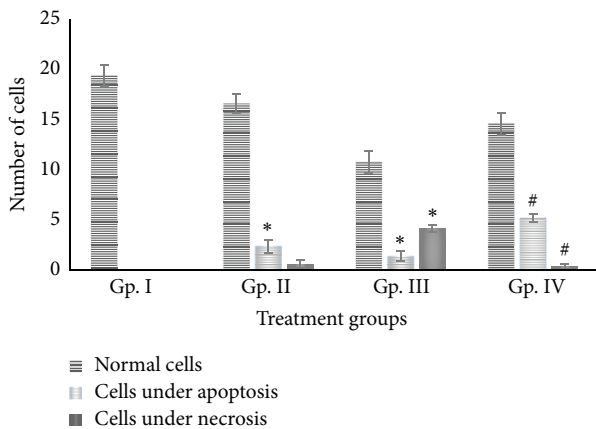 25
20
15
10
5
0
Number of cells
*
*
*
#
#
Gp. I
Gp. II
Gp. III
Gp. IV
Treatment groups
Normal cells
Cells under apoptosis
Cells under necrosis